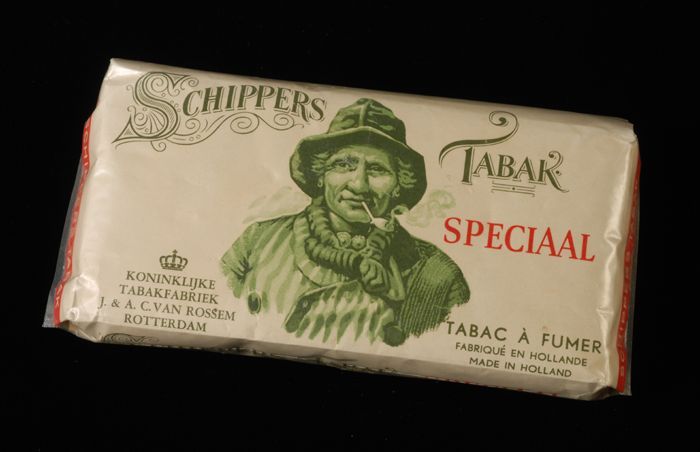 SCHIPPERS
TABAK
SPECIAAL
KONINKLIJKE
TABAKFABRIEK
J. & A. C. VAN ROSSEM
ROTTERDAM
TABAC À FUMER
FABRIQUÉ EN HOLLANDE
MADE IN HOLLAND